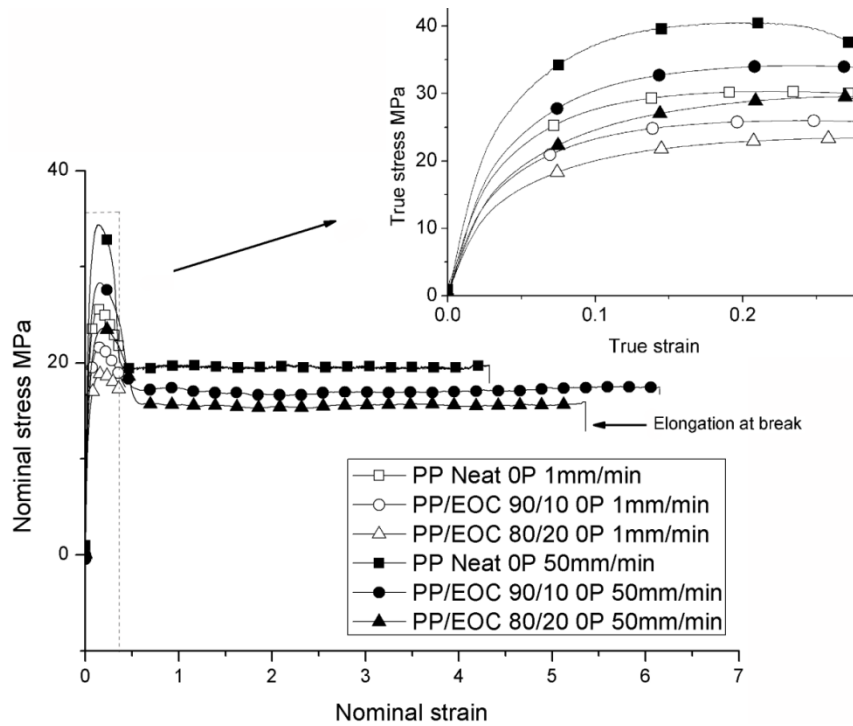 40
30
20
10
0
True stress MPa
0.0
0.1
0.2
True strain
40
20
0
Nominal stress MPa
Elongation at break
PP Neat 0P 1mm/min
PP/EOC 90/10 0P 1mm/min
PP/EOC 80/20 0P 1mm/min
PP Neat 0P 50mm/min
PP/EOC 90/10 0P 50mm/min
PP/EOC 80/20 0P 50mm/min
0
1
2
3
4
5
6
7
Nominal strain